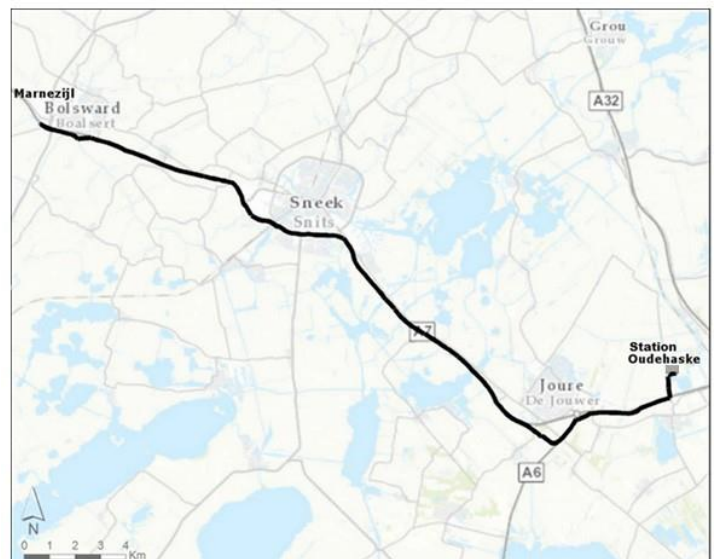 Grou
Grouw
Marnezijl
Bolsward
Boalsert
A32
Sneek
Snits
A7
Station
Oudehaske
Joure
De Jouwer
A6
N
0 1 2 3 4
Km